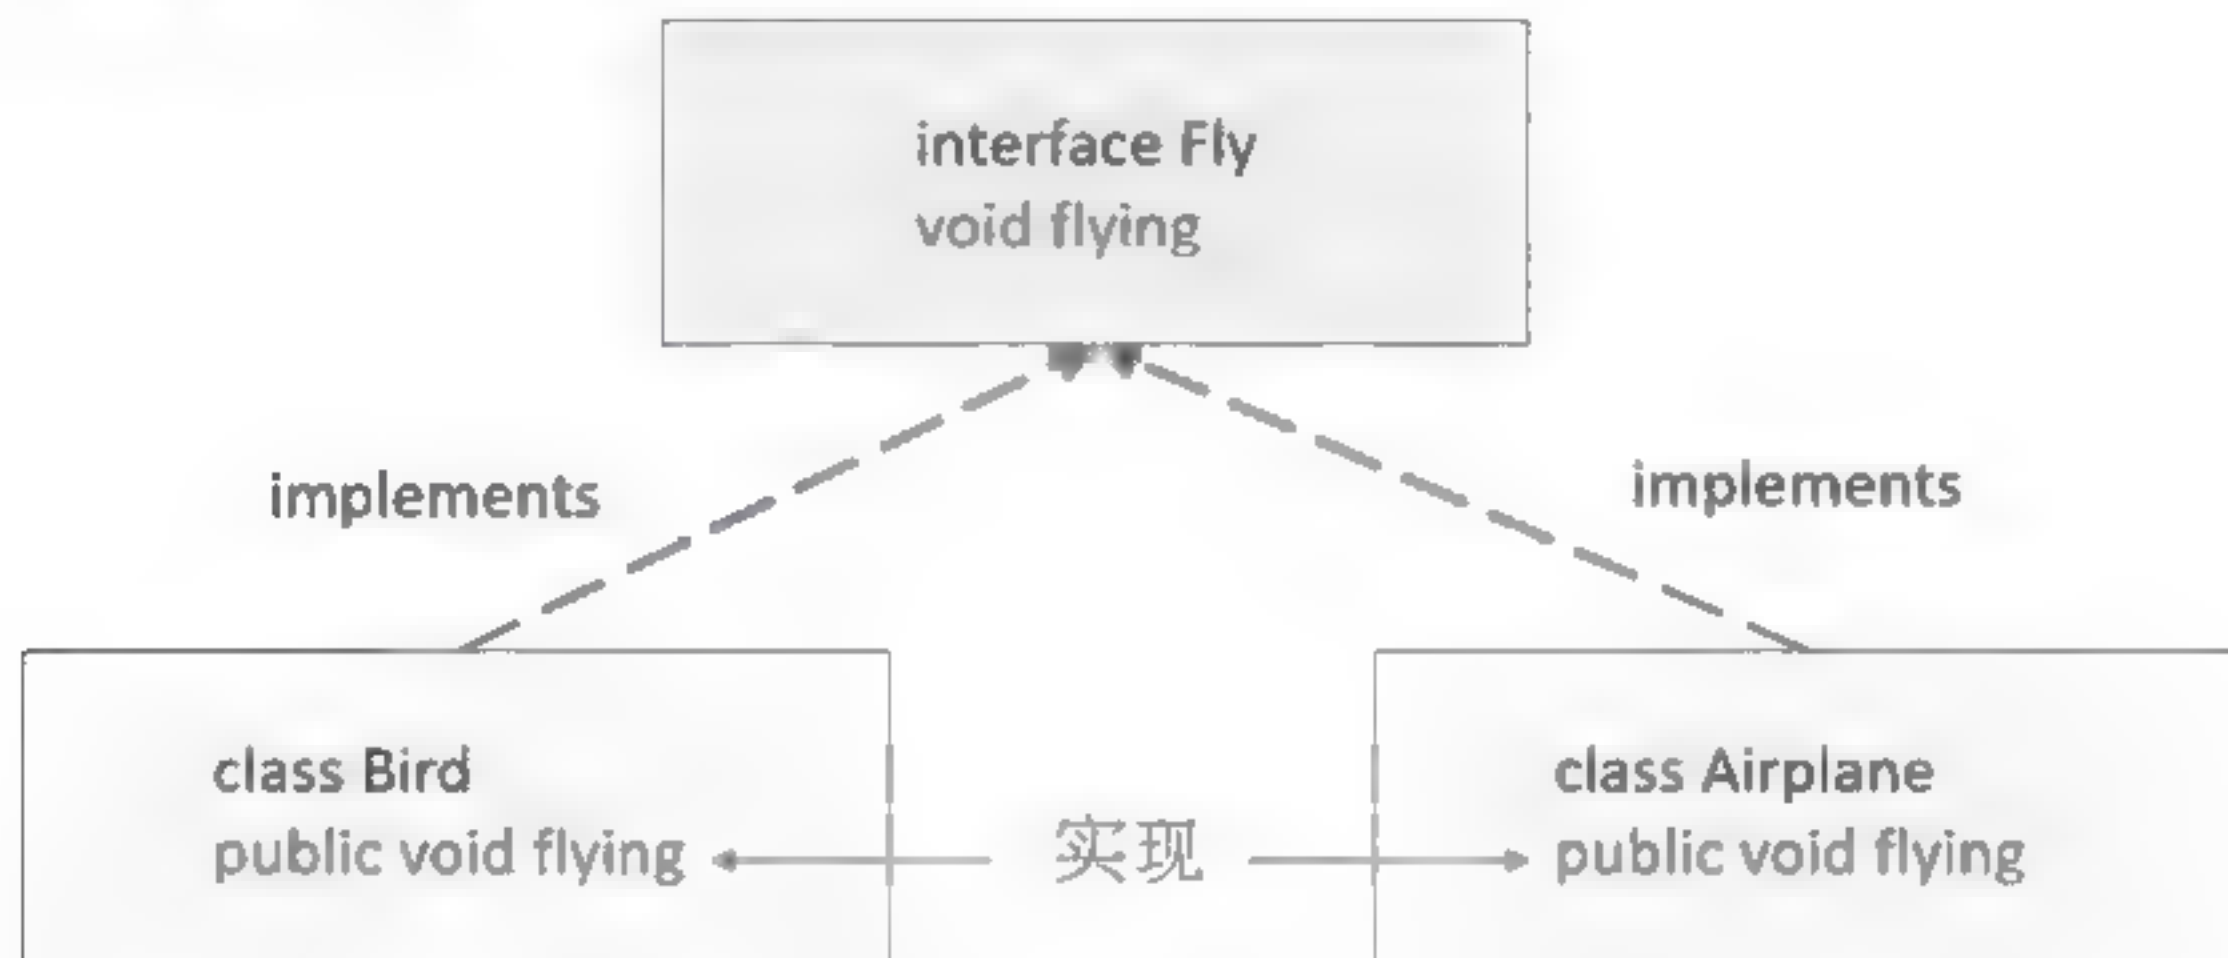 interface Fly
void flying
implements
implements
class Bird
public void flying
实现
class Airplane
public void flying